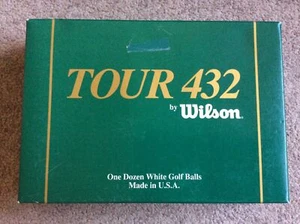 TOUR 432
by Wilson.
One Dozen White Golf Balls
Made in U.S.A.